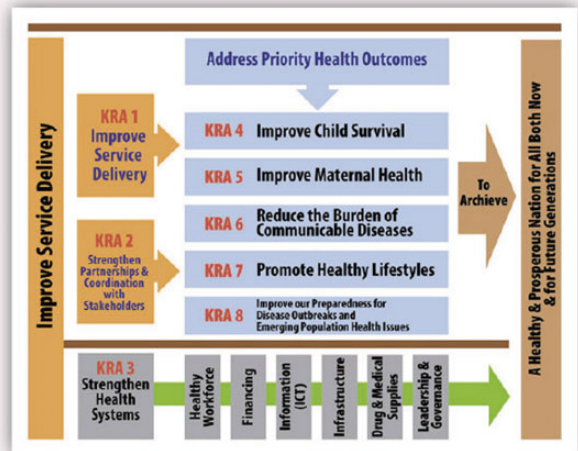 Improve Service Delivery
Address Priority Health Outcomes
KRA 1
Improve
Service
Delivery
KRA 2
Strengthen
Partnerships &
Coordination
with
Stakeholders
KRA 4 Improve Child Survival
KRA 5 Improve Maternal Health
KRA 6 Reduce the Burden of
Communicable Diseases
KRA 7 Promote Healthy Lifestyles
KRA 8 Improve our Preparedness for
Disease Outbreaks and
Emerging Population Health Issues
To
Archieve
A Healthy & Prosperous Nation for All Both Now
& for Future Generations
KRA 3
Strengthen
Health
Systems
Healthy
Workforce
Financing
Information
(ICT)
Infrastructure
Drug & Medical
Supplies
Leadership &
Governance